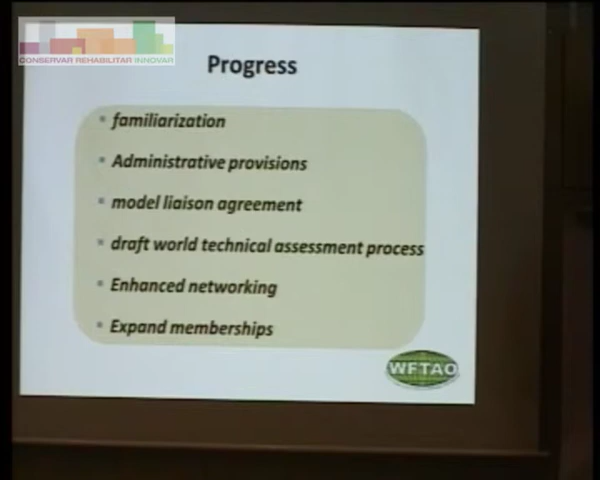 CONSERVAR REHABILITAR INNOVAR
Progress
familiarization
Administrative provisions
model liaison agreement
draft world technical assessment process
Enhanced networking
Expand memberships
WFTAO